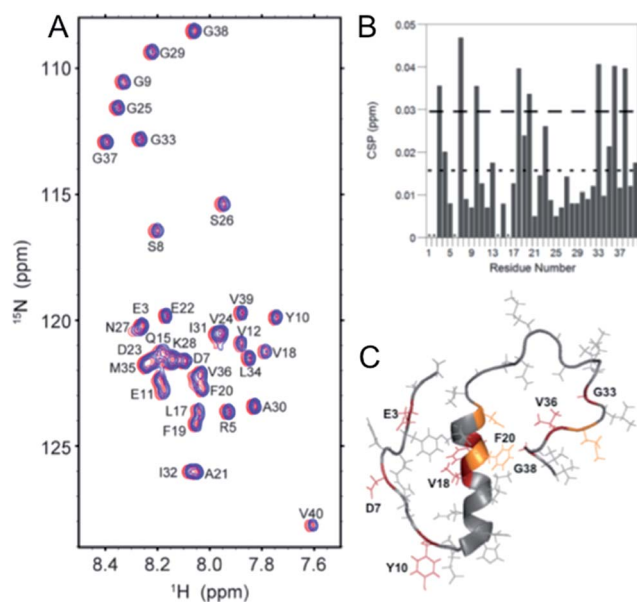 A
G38
G29
G9
G25
G33
G37
S26
S8
E3 E22
N27
V39
V24
Y10
I31
V12
Q15
D23 K28
D7
V18
M35
V36
L34
E11
F20
L17
A30
F19
R5
I32 A21
V40
110
115
120
125
¹⁵N (ppm)
8.4 8.2 8.0 7.8 7.6
¹H (ppm)
B
0.05
0.04
0.03
0.02
0.01
0
CSP (ppm)
1 5 9 13 17 21 25 29 33 37
Residue Number
C
G33
V36
E3
F20
G38
V18
D7
Y10